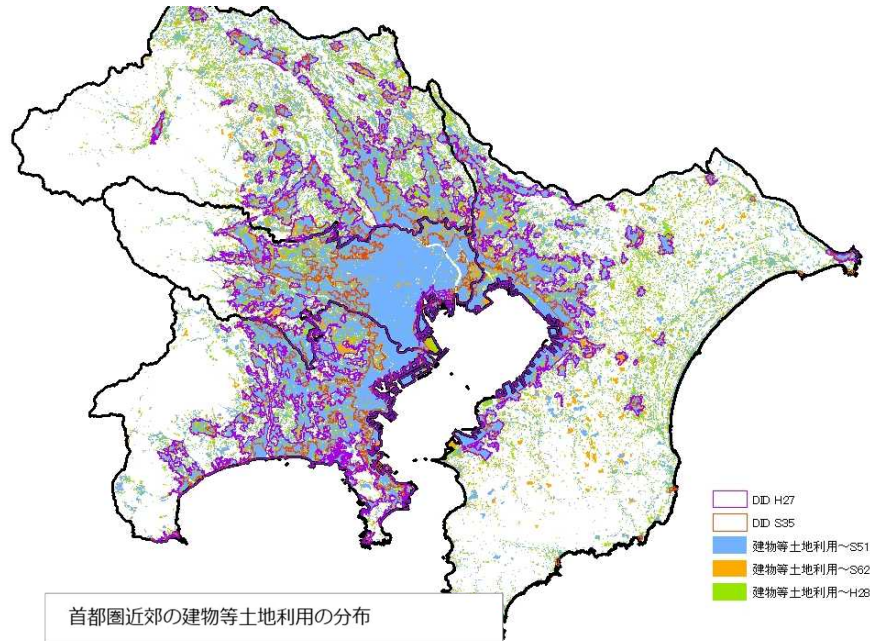 DID H27
DID S35
建物等土地利用～S51
建物等土地利用～S62
建物等土地利用～H28
首都圏近郊の建物等土地利用の分布